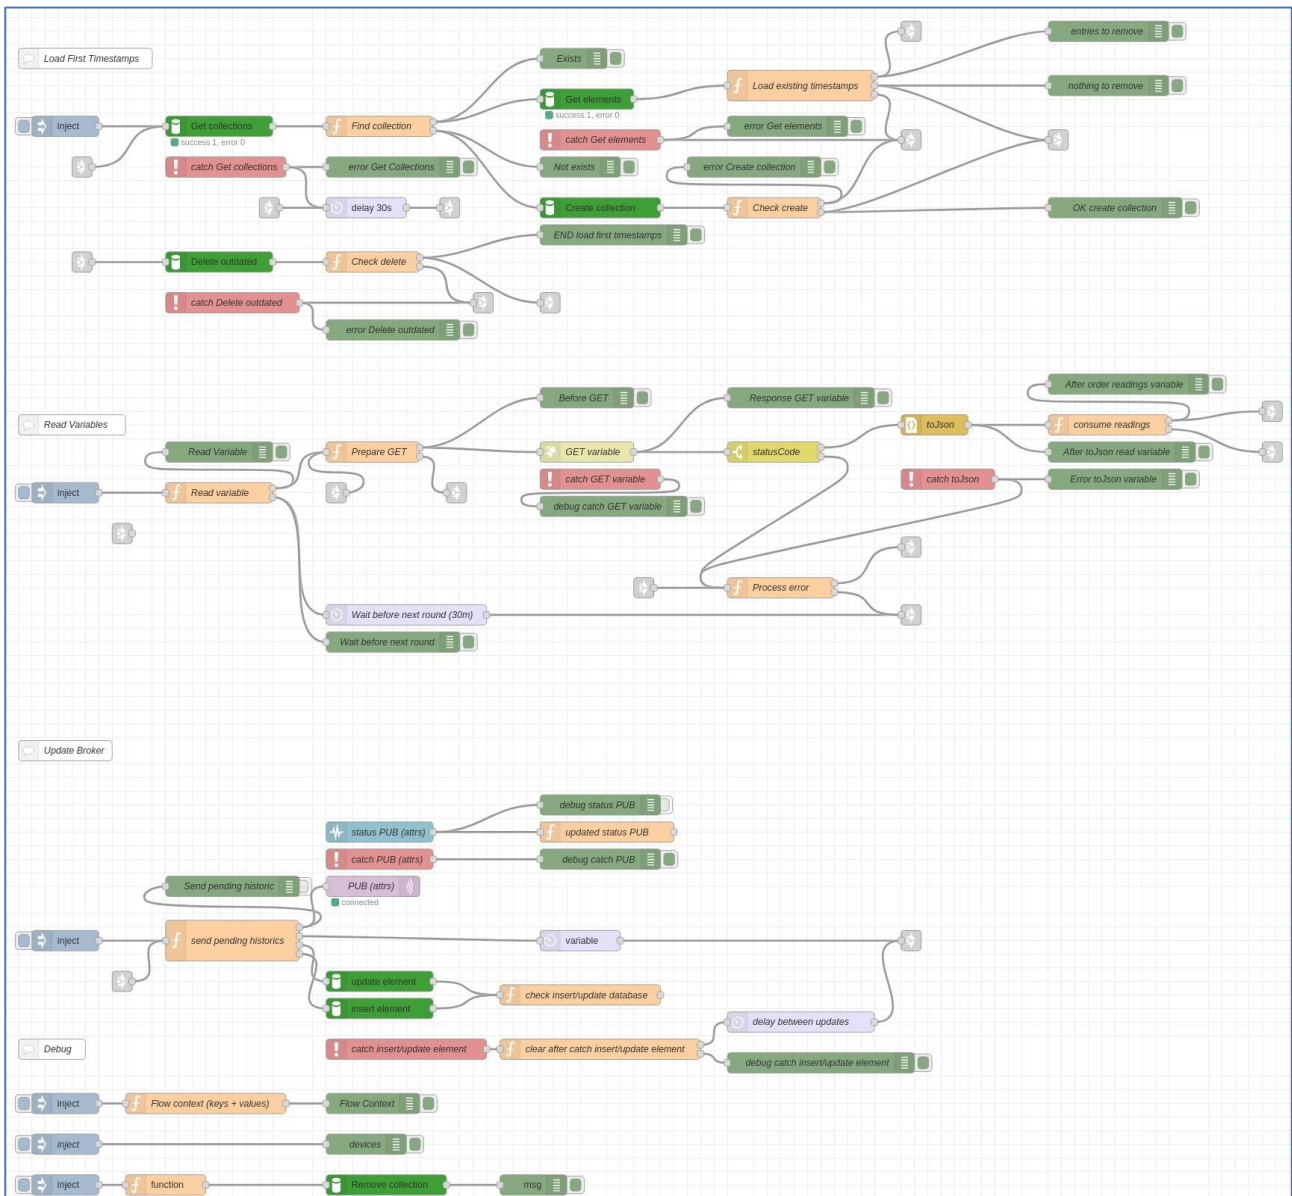 entries to remove
Load First Timestamps
Exists
Load existing timestamps
nothing to remove
Get elements
success 1, error 0
inject
Get collections
success 1, error 0
Find collection
error Get elements
catch Get elements
catch Get collections
error Get Collections
Not exists
error Create collection
delay 30s
Create collection
Check create
OK create collection
END load first timestamps
Delete outdated
Check delete
catch Delete outdated
error Delete outdated
After order readings variable
Before GET
Response GET variable
Read Variables
toJson
consume readings
Read Variable
Prepare GET
GET variable
statusCode
After toJson read variable
catch GET variable
catch toJson
Error toJson variable
inject
Read variable
debug catch GET variable
Process error
Wait before next round (30m)
Wait before next round
Update Broker
debug status PUB
status PUB (attrs)
updated status PUB
catch PUB (attrs)
debug catch PUB
Send pending historic
PUB (attrs)
connected
inject
send pending historics
variable
update element
check insert/update database
insert element
delay between updates
Debug
catch insert/update element
clear after catch insert/update element
debug catch insert/update element
inject
Flow context (keys + values)
Flow Context
inject
devices
inject
function
Remove collection
msg